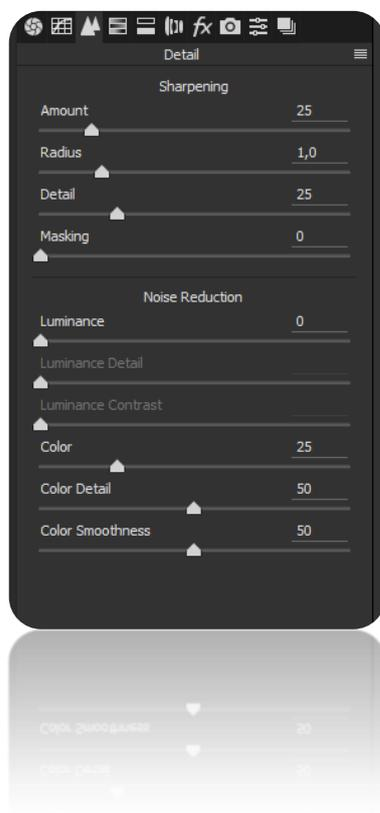 fx
Detail
Sharpening
Amount 25
Radius 1,0
Detail 25
Masking 0
Noise Reduction
Luminance 0
Luminance Detail
Luminance Contrast
Color 25
Color Detail 50
Color Smoothness 50